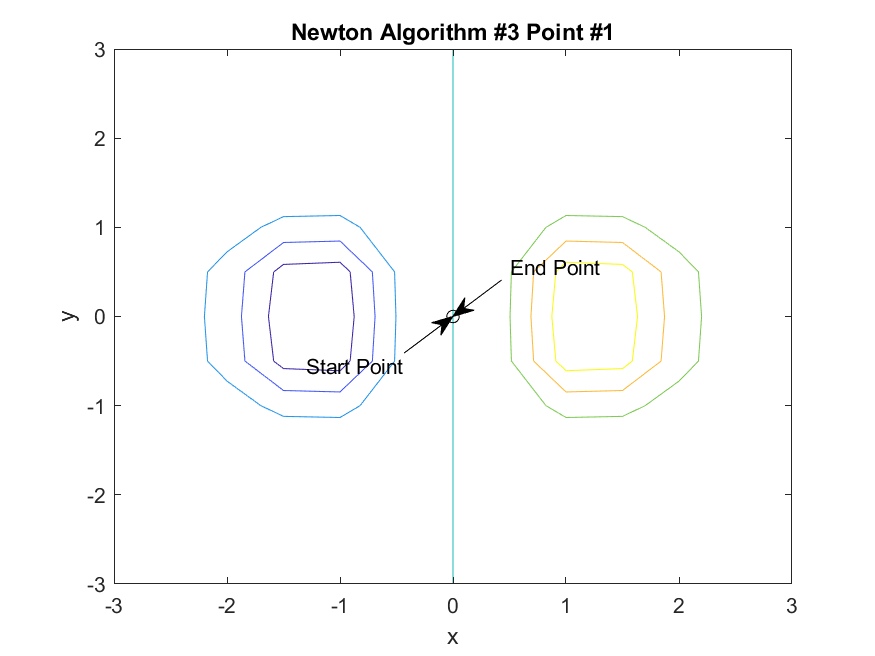 Newton Algorithm #3 Point #1
3
2
1
End Point
0
Start Point
-1
-2
-3
y
-3 -2 -1 0 1 2 3
x